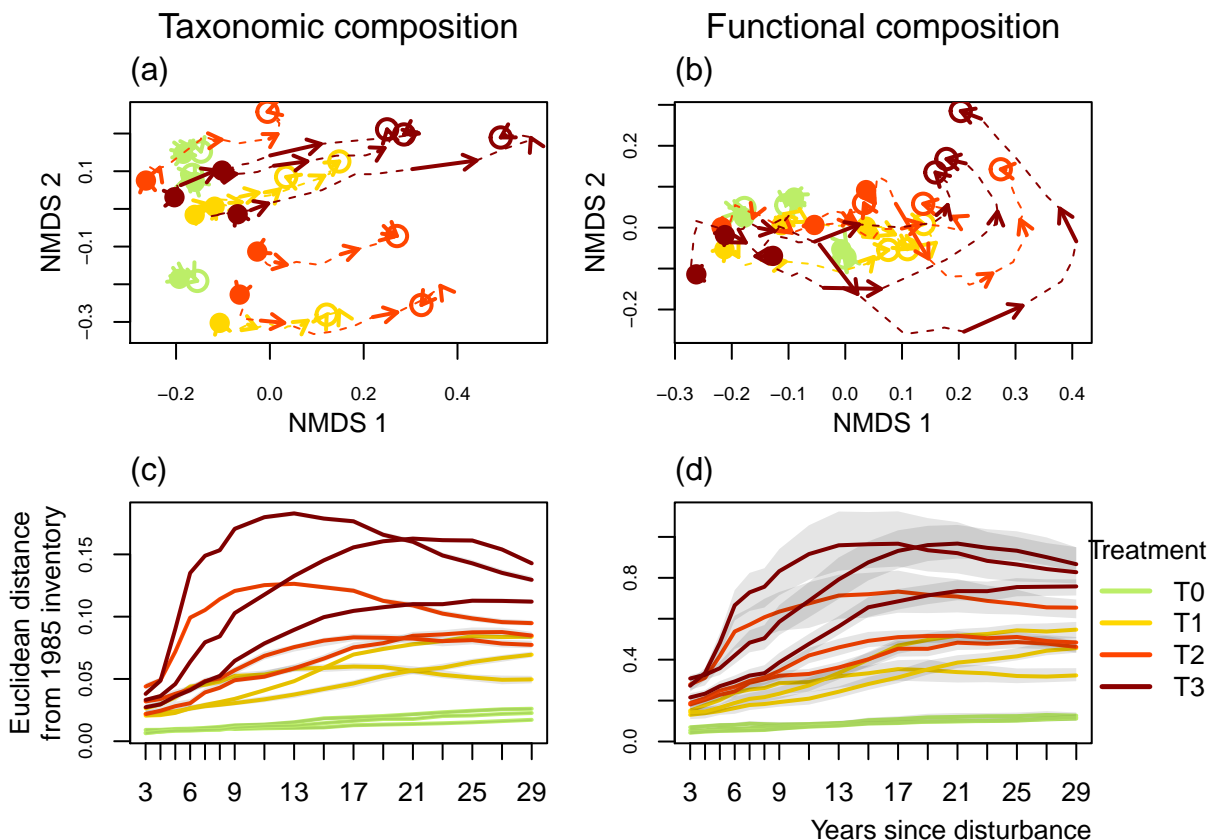 Taxonomic composition
Functional composition
(a)
(b)
NMDS 2
0.1
−0.1
−0.3
−0.2
0.0
0.2
0.4
NMDS 1
NMDS 2
0.2
0.0
−0.2
−0.3
−0.2
−0.1
0.0
0.1
0.2
0.3
0.4
NMDS 1
(c)
(d)
Euclidean distance
from 1985 inventory
0.15
0.10
0.05
0.00
3
6
9
13
17
21
25
29
0.8
0.4
0.0
3
6
9
13
17
21
25
29
Years since disturbance
Treatment
T0
T1
T2
T3